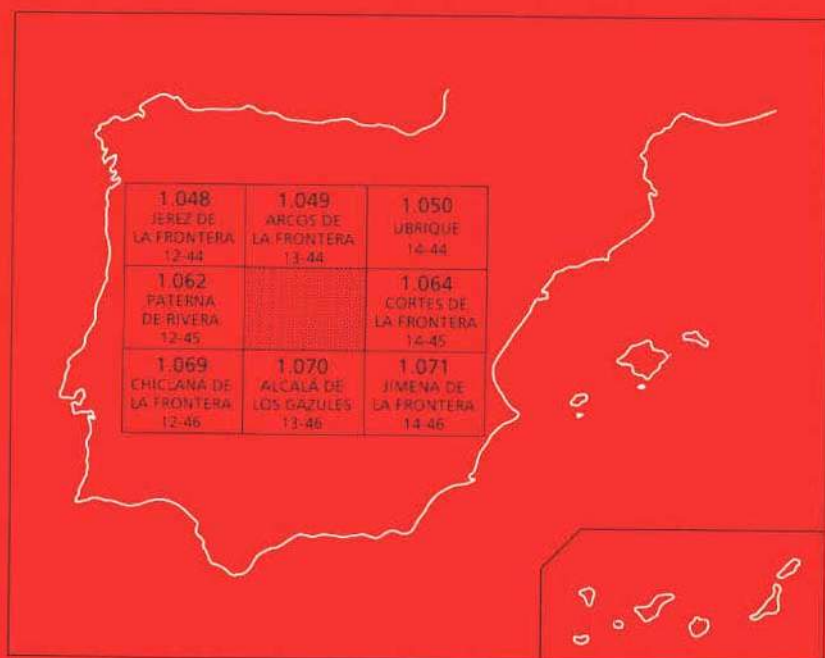 1.048
JEREZ DE
LA FRONTERA
12-44
1.049
ARCOS DE
LA FRONTERA
13-44
1.050
UBRIQUE
14-44
1.062
PATERNA
DE RIVERA
12-45
1.064
CORTES DE
LA FRONTERA
14-45
1.069
CHICLANA DE
LA FRONTERA
12-46
1.070
ALCALÁ DE
LOS GAZULES
13-46
1.071
JIMENA DE
LA FRONTERA
14-46